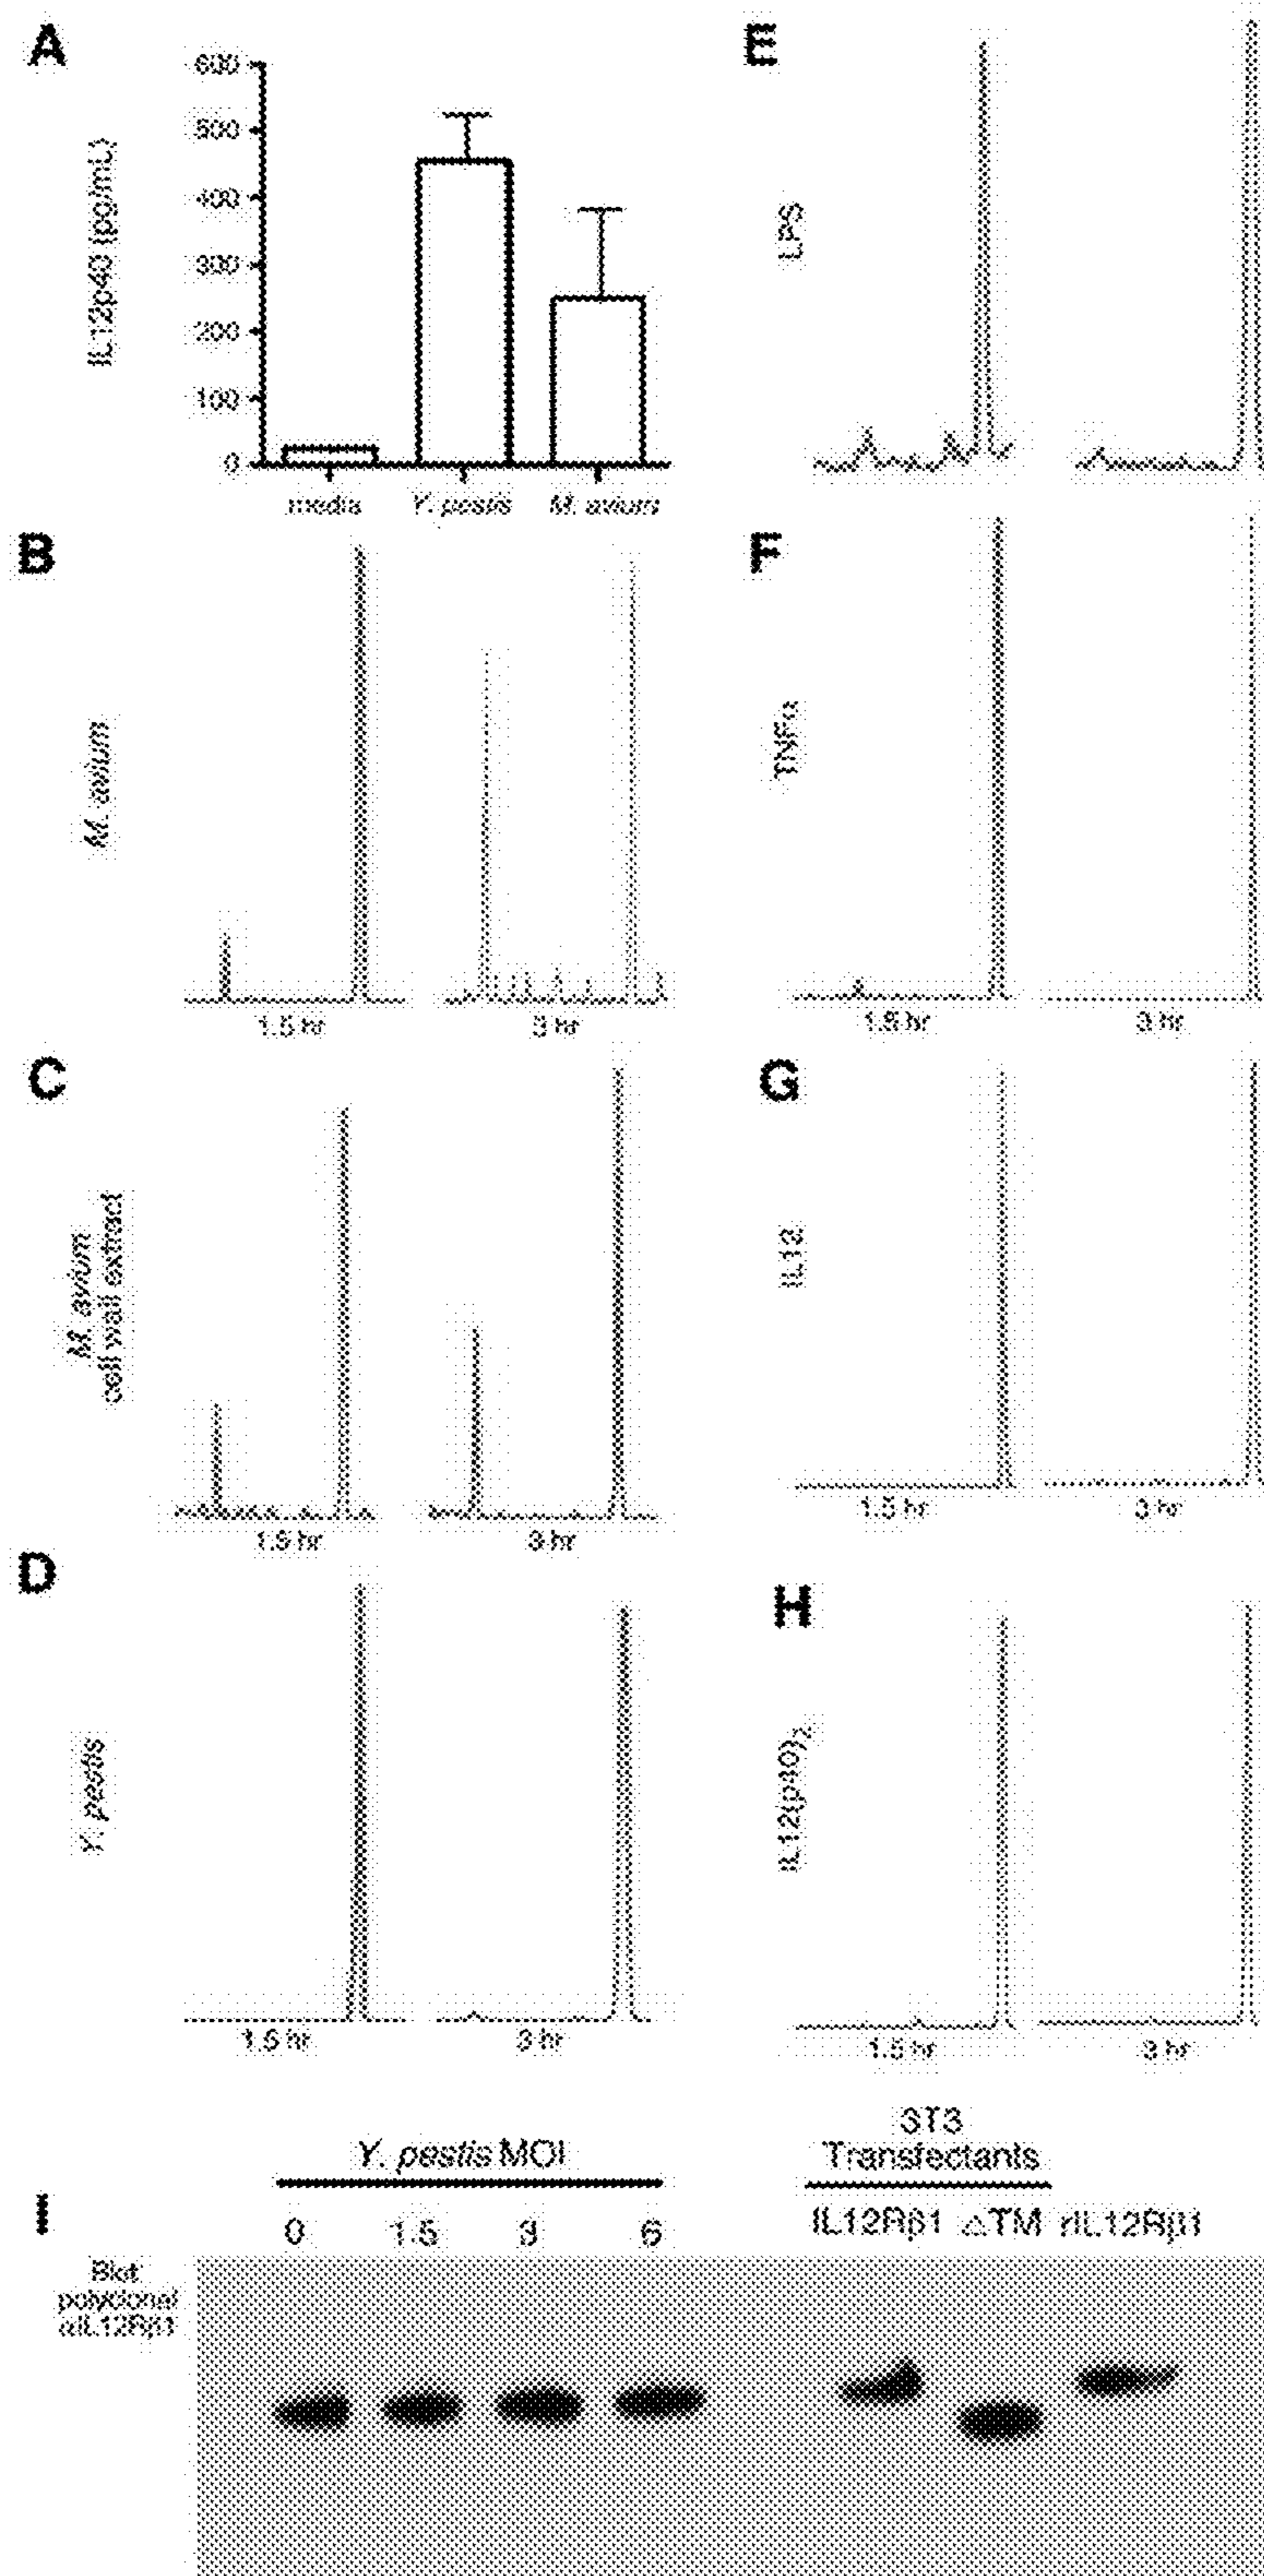 A
IL12p40 (pg/mL)
600
500
400
300
200
100
0
media
Y. pestis
M. avium
B
M. avium
1.5 hr
3 hr
C
M. avium
cell wall extract
1.5 hr
3 hr
D
Y. pestis
1.5 hr
3 hr
E
LPS
F
TNFα
1.5 hr
3 hr
G
1.5 hr
3 hr
H
IL12(p40)2
1.5 hr
3 hr
I
Y. pestis MOI
0 1.5 3 6
3T3
Transfectants
IL12Rβ1 △TM rIL12Rβ1
Blot:
polyclonal
αIL12Rβ1